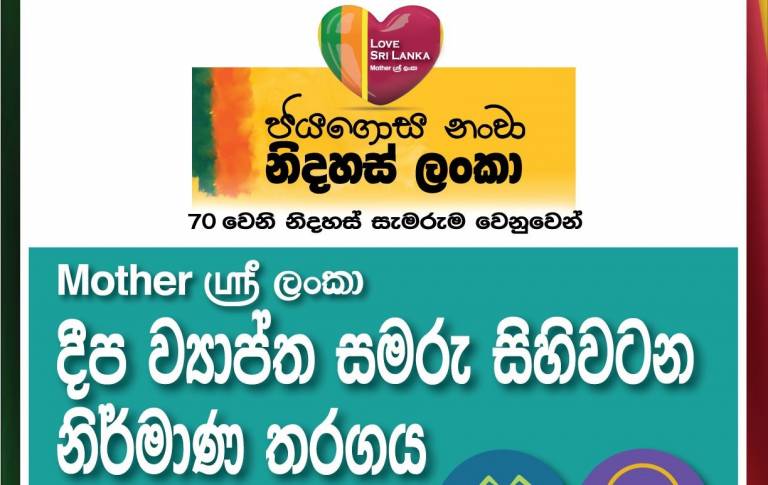 LOVE
SRI LANKA
Mother ශ්‍රී ලංකා
ජයගොස නංවා
නිදහස් ලංකා
70 වෙනි නිදහස් සැමරුම වෙනුවෙන්
Mother ஸ்ரீ ලංකා
දීප ව්‍යාප්ත සමරු සිහිවටන
නිර්මාණ තරගය